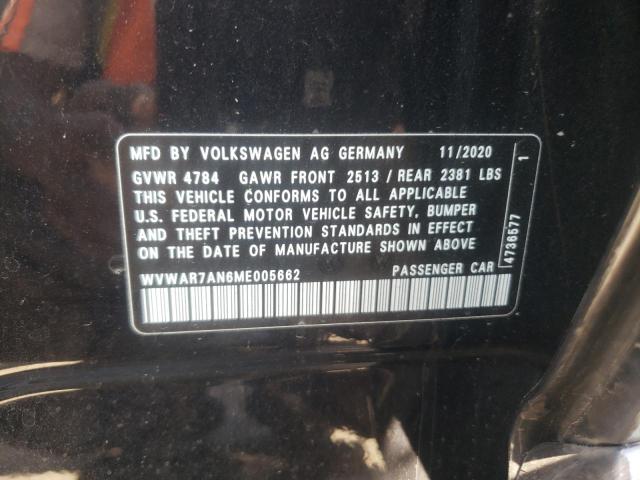 MFD BY VOLKSWAGEN AG GERMANY 11/2020
GVWR 4784 GAWR FRONT 2513 / REAR 2381 LBS
THIS VEHICLE CONFORMS TO ALL APPLICABLE
U.S. FEDERAL MOTOR VEHICLE SAFETY, BUMPER
AND THEFT PREVENTION STANDARDS IN EFFECT
ON THE DATE OF MANUFACTURE SHOWN ABOVE
WVWAR7AN6ME005662 PASSENGER CAR
4736577 1